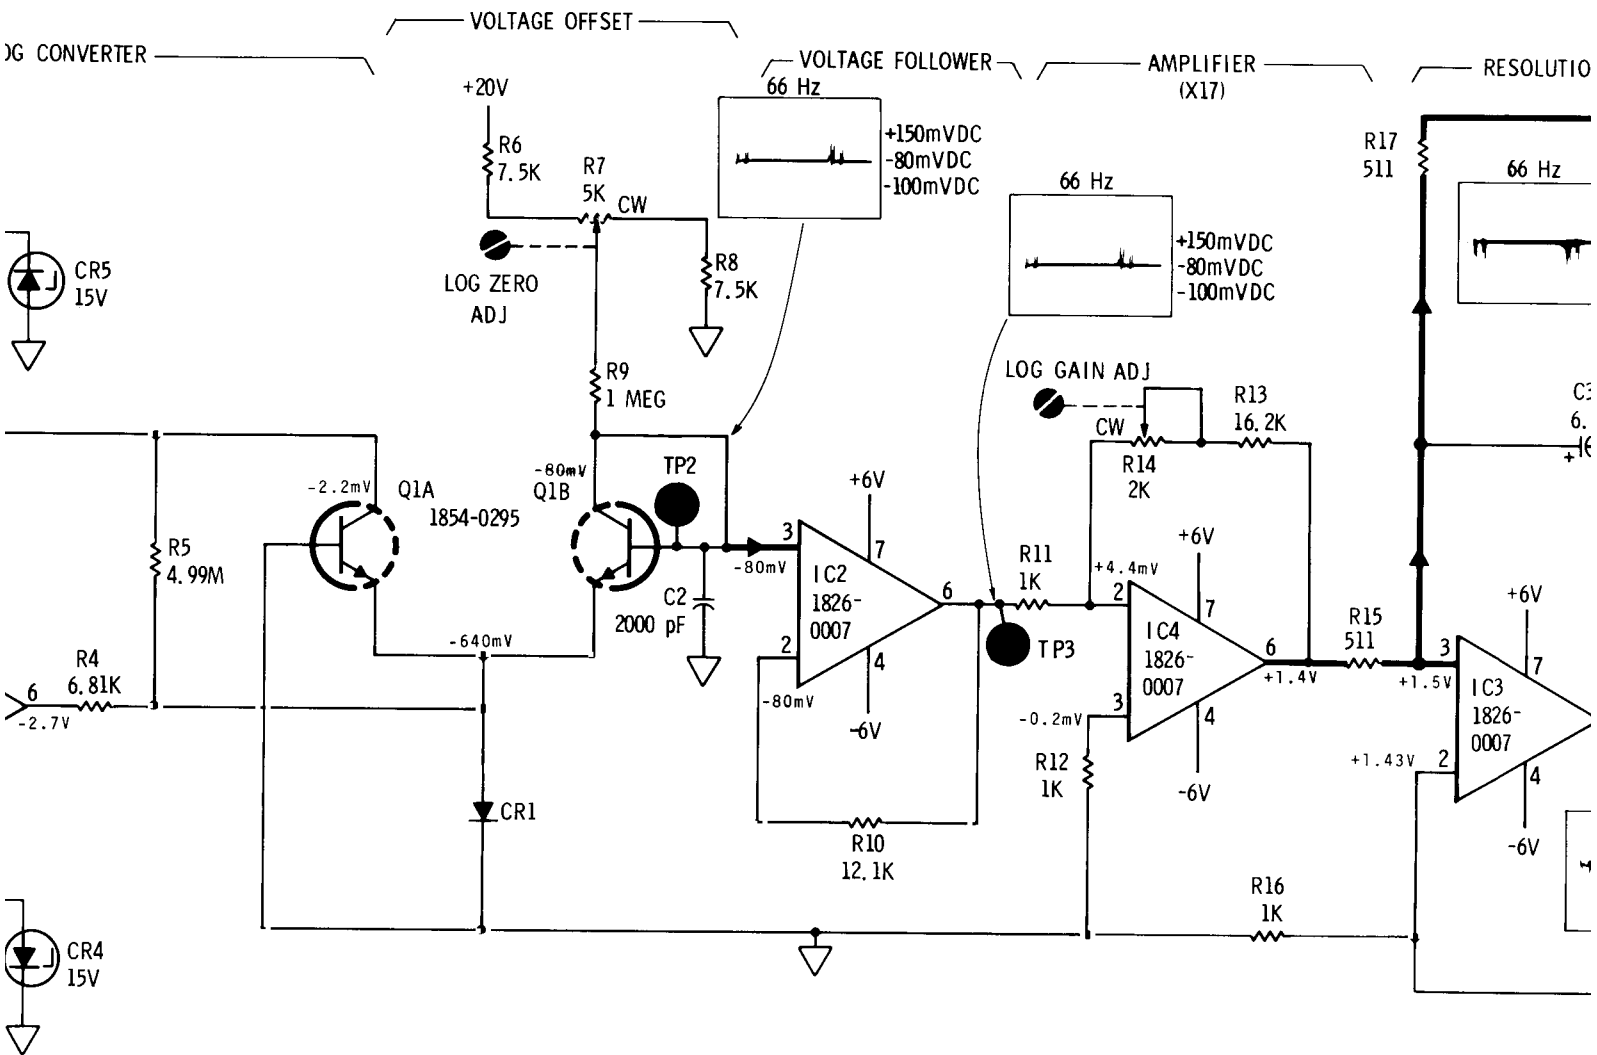 VOLTAGE OFFSET
OG CONVERTER
VOLTAGE FOLLOWER
AMPLIFIER
(X17)
RESOLUTIO
66 Hz
+150mVDC
-80mVDC
-100mVDC
66 Hz
+150mVDC
-80mVDC
-100mVDC
66 Hz
+20V
R6
7.5K
R7
5K
CW
LOG ZERO
ADJ
R8
7.5K
R9
1 MEG
R17
511
CR5
15V
LOG GAIN ADJ
CW
R14
2K
R13
16.2K
C3
6.
+
-2.2mV
Q1A
1854-0295
-80mV
Q1B
TP2
+6V
3
7
-80mV
IC2
1826-
0007
6
2
4
-80mV
-6V
R5
4.99M
C2
2000 pF
R11
1K
TP3
+4.4mV
2
+6V
7
IC4
1826-
0007
6
+1.4V
3
4
-0.2mV
-6V
R12
1K
R15
511
+1.5V
3
+6V
7
IC3
1826-
0007
+1.43V
2
4
-6V
-640mV
R4
6.81K
6
-2.7V
CR1
R10
12.1K
R16
1K
CR4
15V